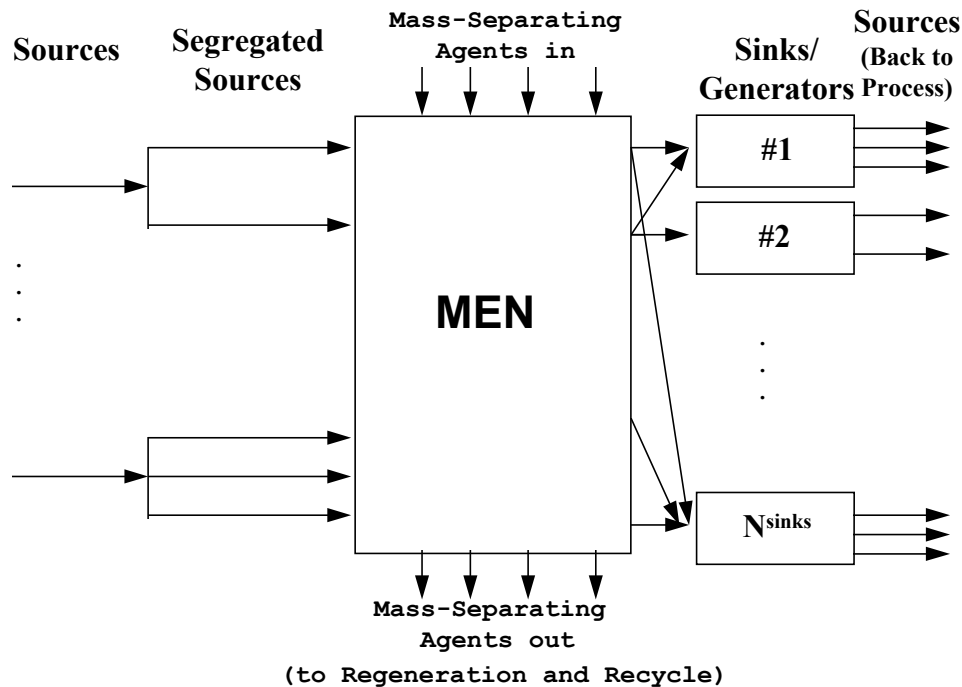 Mass-Separating
Agents in
Sources
Segregated
Sources
Sinks/
Generators
Sources
(Back to
Process)
#1
#2
MEN
N^sinks
Mass-Separating
Agents out
(to Regeneration and Recycle)